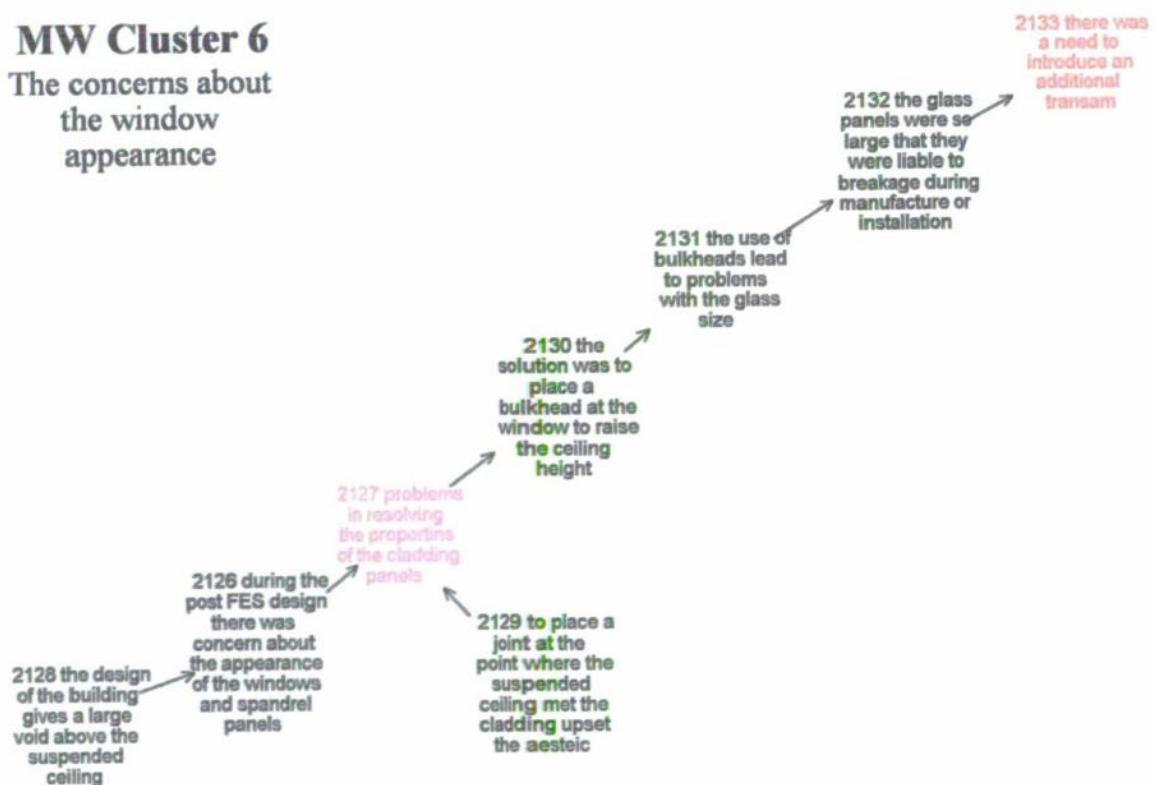 MW Cluster 6
The concerns about
the window
appearance
2133 there was
a need to
introduce an
additional
transam
2132 the glass
panels were so
large that they
were liable to
breakage during
manufacture or
installation
2131 the use of
bulkheads lead
to problems
with the glass
size
2130 the
solution was to
place a
bulkhead at the
window to raise
the ceiling
height
2127 problems
in resolving
the proportins
of the cladding
panels
2126 during the
post FES design
there was
concern about
the appearance
of the windows
and spandrel
panels
2129 to place a
joint at the
point where the
suspended
ceiling met the
cladding upset
the aesteic
2128 the design
of the building
gives a large
void above the
suspended
ceiling